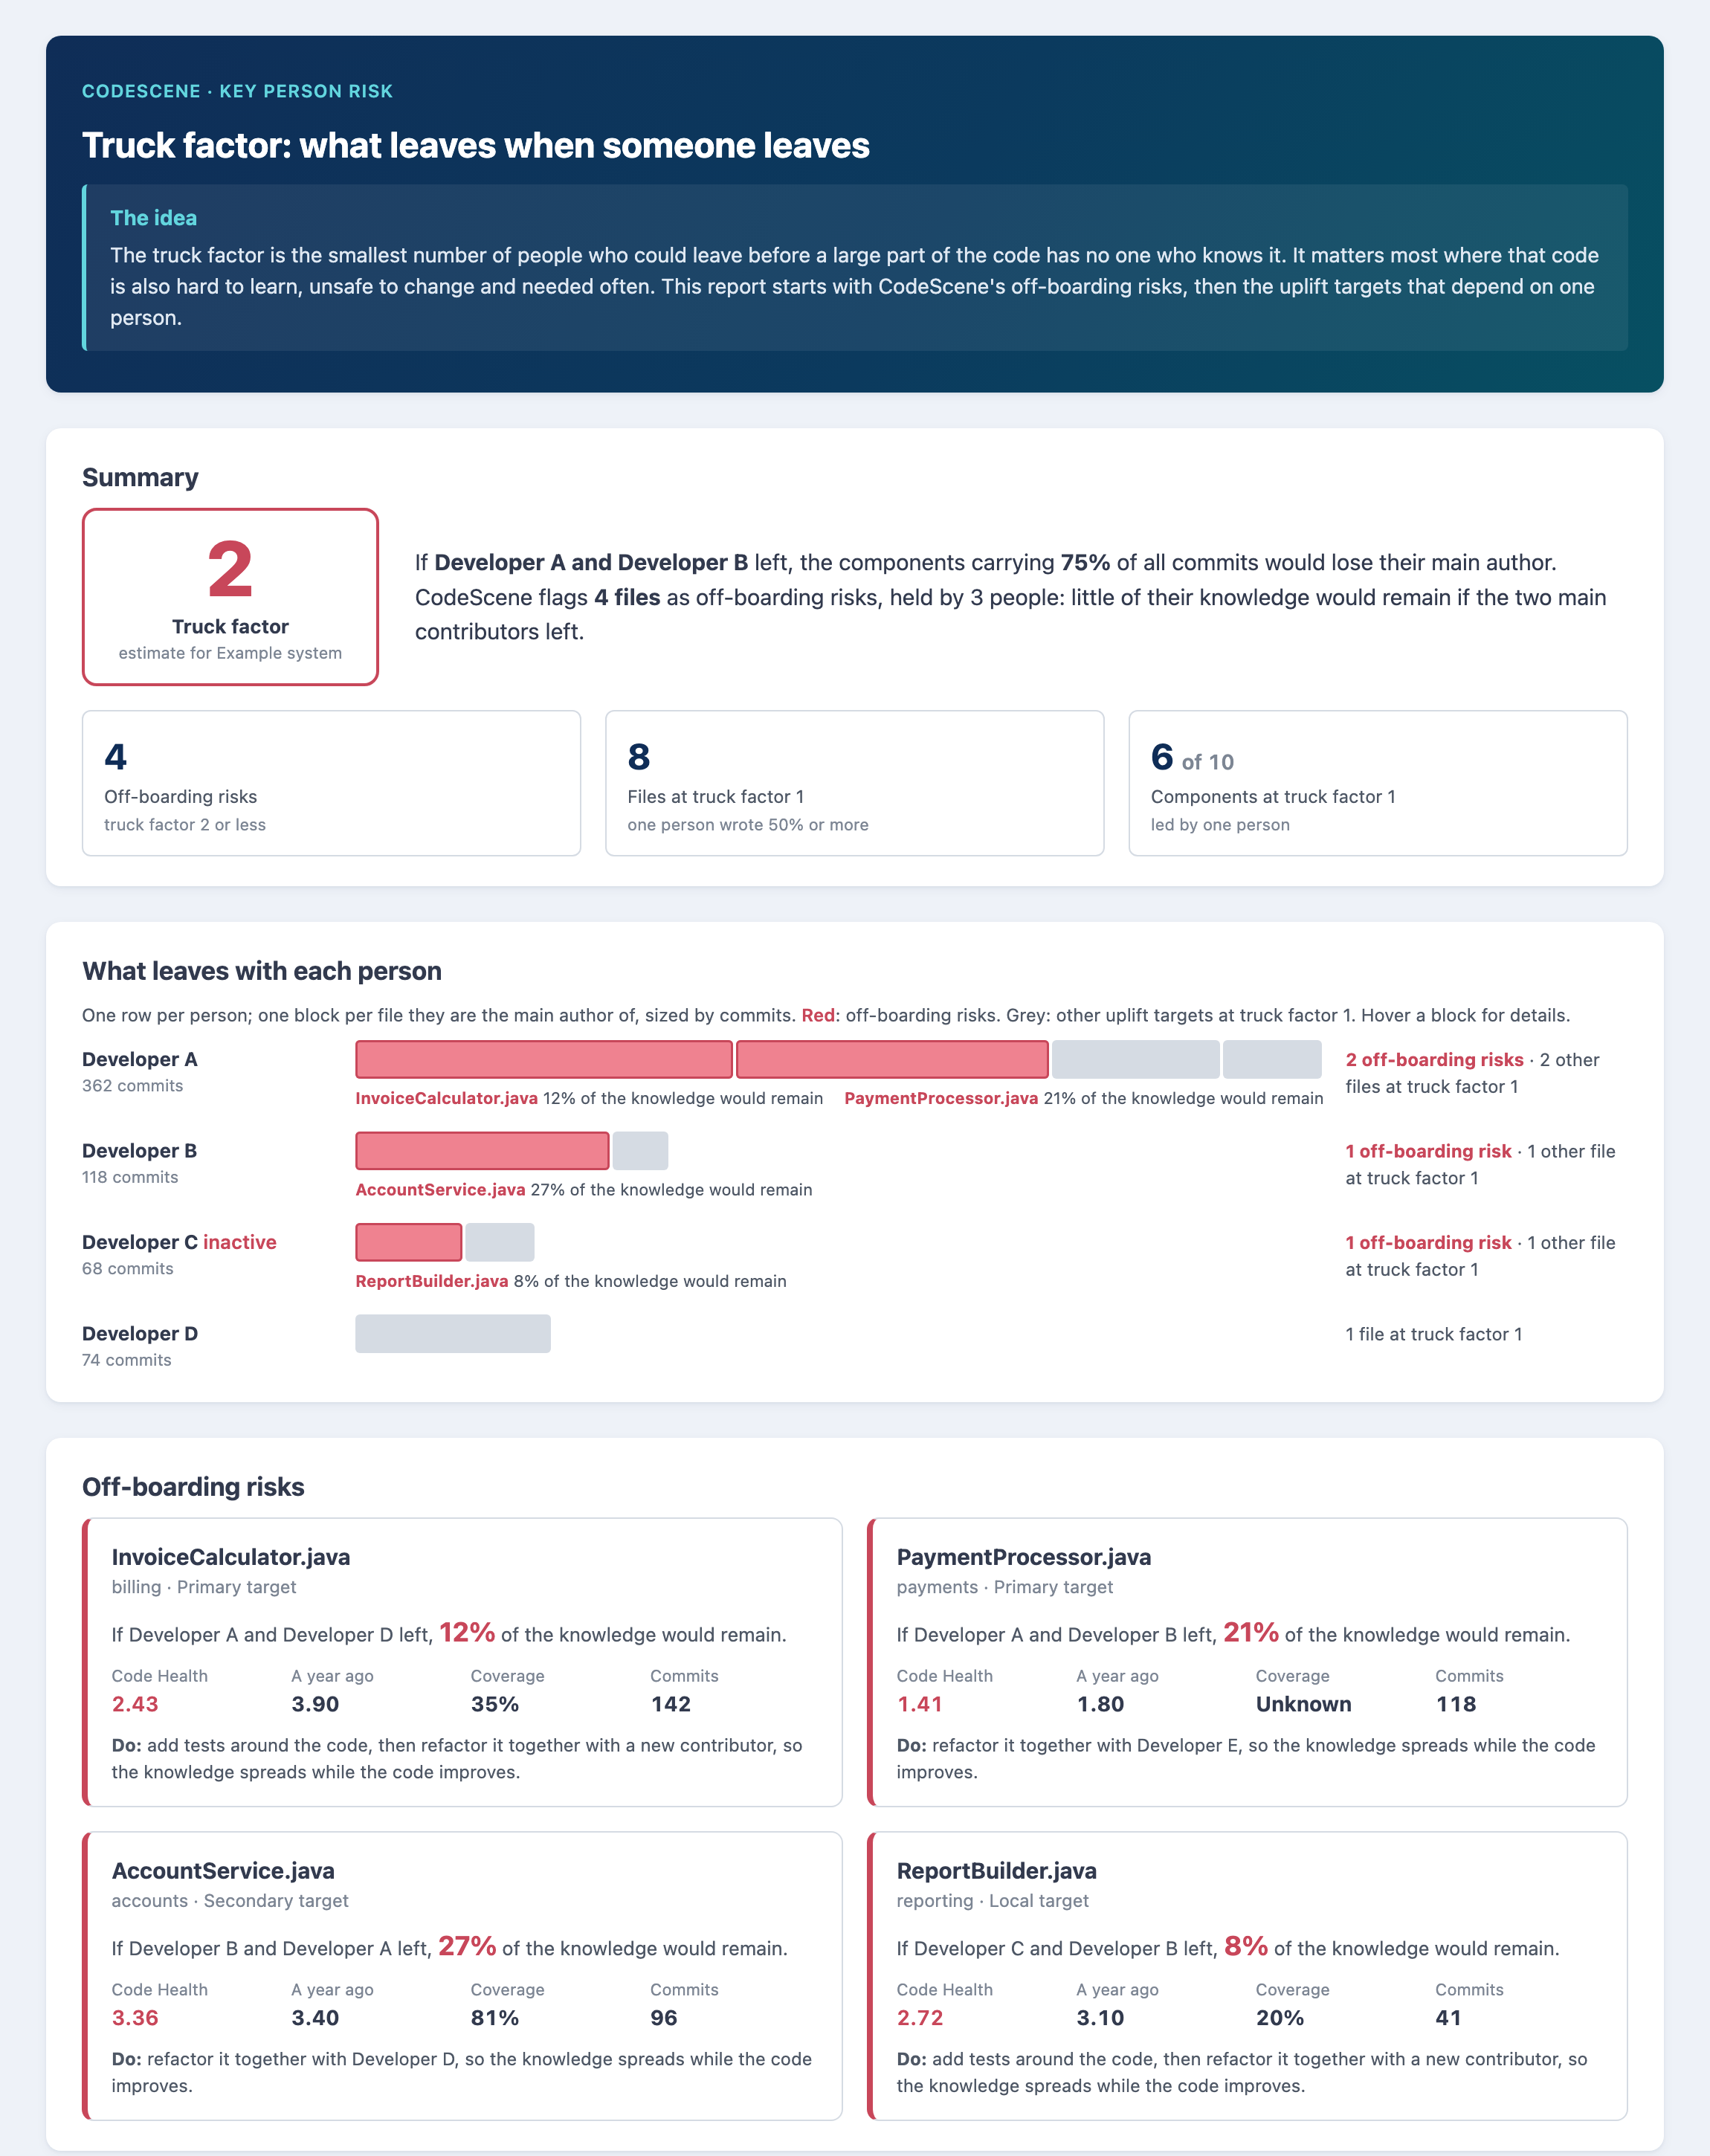 CODESCENE · KEY PERSON RISK
Truck factor: what leaves when someone leaves
The idea
The truck factor is the smallest number of people who could leave before a large part of the code has no one who knows it. It matters most where that code
is also hard to learn, unsafe to change and needed often. This report starts with CodeScene's off-boarding risks, then the uplift targets that depend on one
person.
Summary
2
Truck factor
estimate for Example system
If Developer A and Developer B left, the components carrying 75% of all commits would lose their main author.
CodeScene flags 4 files as off-boarding risks, held by 3 people: little of their knowledge would remain if the two main
contributors left.
4
Off-boarding risks
truck factor 2 or less
8
Files at truck factor 1
one person wrote 50% or more
6 of 10
Components at truck factor 1
led by one person
What leaves with each person
One row per person; one block per file they are the main author of, sized by commits. Red: off-boarding risks. Grey: other uplift targets at truck factor 1. Hover a block for details.
Developer A
362 commits
InvoiceCalculator.java 12% of the knowledge would remain PaymentProcessor.java 21% of the knowledge would remain
2 off-boarding risks · 2 other
files at truck factor 1
Developer B
118 commits
AccountService.java 27% of the knowledge would remain
1 off-boarding risk · 1 other file
at truck factor 1
Developer C inactive
68 commits
ReportBuilder.java 8% of the knowledge would remain
1 off-boarding risk · 1 other file
at truck factor 1
Developer D
74 commits
1 file at truck factor 1
Off-boarding risks
InvoiceCalculator.java
billing · Primary target
If Developer A and Developer D left, 12% of the knowledge would remain.
Code Health A year ago Coverage Commits
2.43 3.90 35% 142
Do: add tests around the code, then refactor it together with a new contributor, so
the knowledge spreads while the code improves.
PaymentProcessor.java
payments · Primary target
If Developer A and Developer B left, 21% of the knowledge would remain.
Code Health A year ago Coverage Commits
1.41 1.80 Unknown 118
Do: refactor it together with Developer E, so the knowledge spreads while the code
improves.
AccountService.java
accounts · Secondary target
If Developer B and Developer A left, 27% of the knowledge would remain.
Code Health A year ago Coverage Commits
3.36 3.40 81% 96
Do: refactor it together with Developer D, so the knowledge spreads while the code
improves.
ReportBuilder.java
reporting · Local target
If Developer C and Developer B left, 8% of the knowledge would remain.
Code Health A year ago Coverage Commits
2.72 3.10 20% 41
Do: add tests around the code, then refactor it together with a new contributor, so
the knowledge spreads while the code improves.